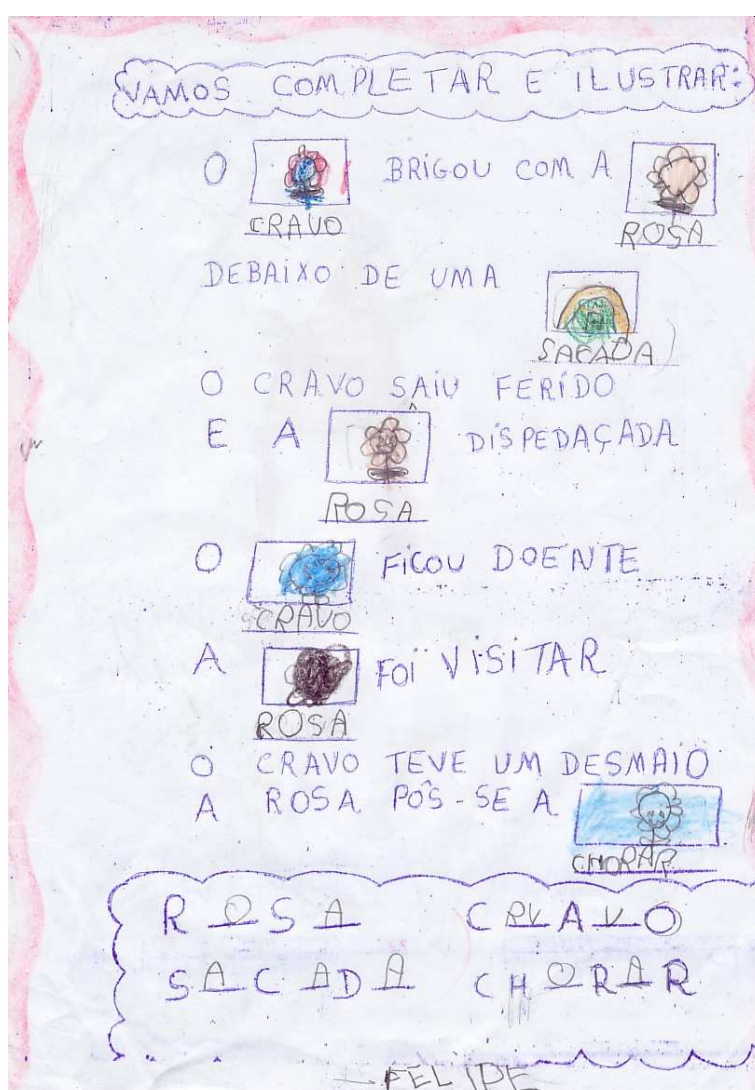 VAMOS COMPLETAR E ILUSTRAR:
O CRAVO BRIGOU COM A ROSA
DEBAIXO DE UMA SACADA
O CRAVO SAIU FERIDO
E A ROSA DISPEDAÇADA
O CRAVO FICOU DOENTE
A ROSA FOI VISITAR
O CRAVO TEVE UM DESMAIO
A ROSA PÔS-SE A CHORAR
ROSA CRAVO
SACADA CHORAR
FELIPE